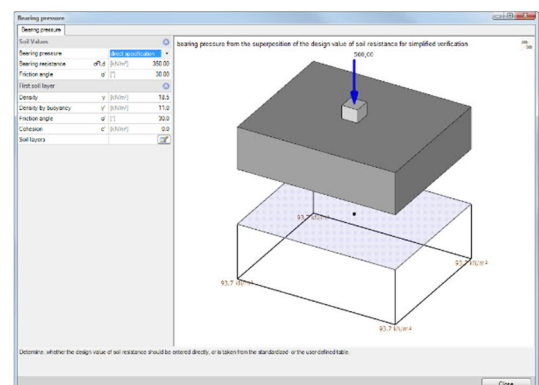 Bearing pressure
Bearing pressure
Soil Values
Bearing pressure direct specification
Bearing resistance σR,d [kN/m²] 350.00
Friction angle [°] 30.00
First soil layer
Density γ [kN/m³] 18.5
Density by buoyancy γ' [kN/m³] 11.0
Friction angle [°] 30.0
Cohesion c' [kN/m²] 0.0
Soil layers
bearing pressure from the superposition of the design value of soil resistance for simplified verification
500,00
93.7 kN/m²
93.7 kN/m²
93.7 kN/m²
93.7 kN/m²
Determine, whether the design value of soil resistance should be entered directly, or is taken from the standardized or the user defined table.
Close